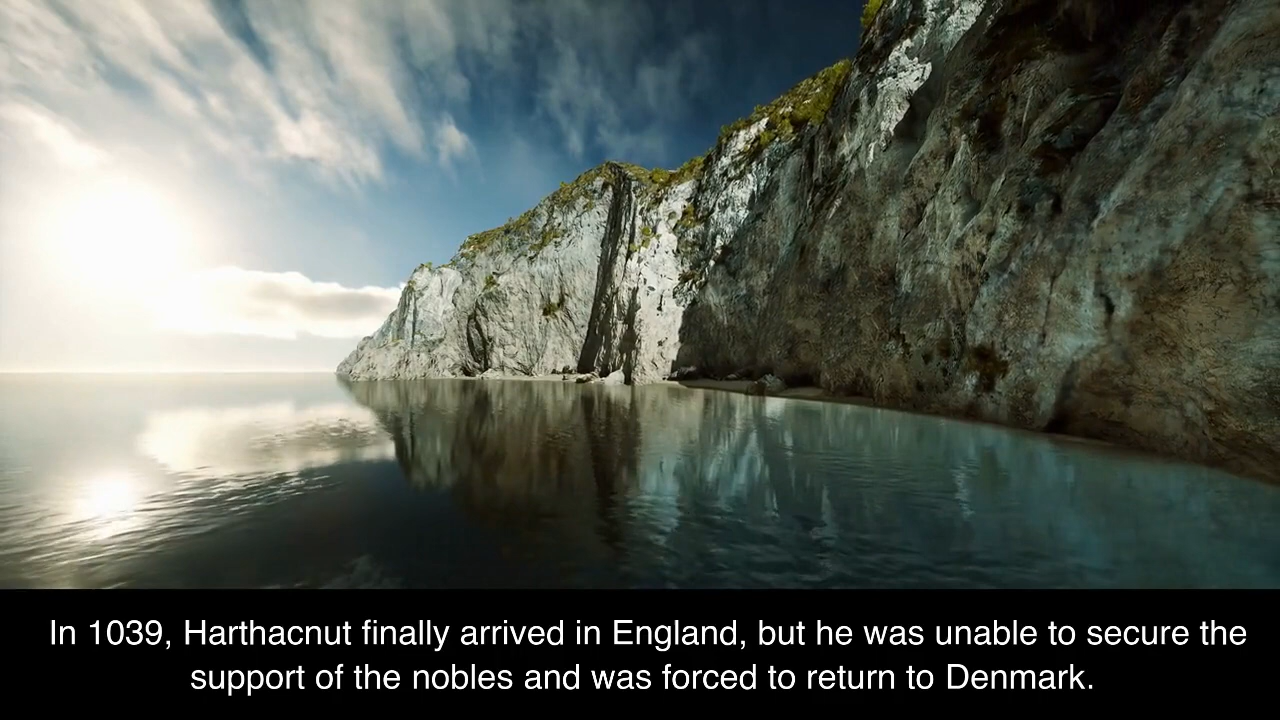 In 1039, Harthacnut finally arrived in England, but he was unable to secure the
support of the nobles and was forced to return to Denmark.